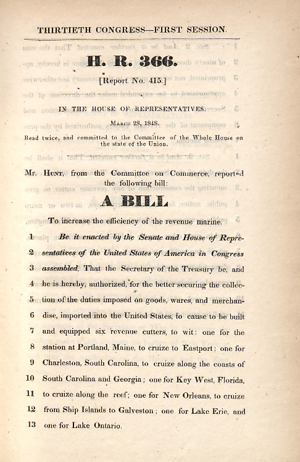 THIRTIETH CONGRESS—FIRST SESSION.
H. R. 366.
[Report No. 415.]
IN THE HOUSE OF REPRESENTATIVES.
MARCH 28, 1848.
Read twice, and committed to the Committee of the Whole House on
the state of the Union.
Mr. HUNT, from the Committee on Commerce, reported
the following bill:
A BILL
To increase the efficiency of the revenue marine.
1 Be it enacted by the Senate and House of Repre-
2 sentatives of the United States of America in Congress
3 assembled, That the Secretary of the Treasury be, and
4 he is hereby, authorized, for the better securing the collec-
5 tion of the duties imposed on goods, wares, and merchan-
6 dise, imported into the United States, to cause to be built
7 and equipped six revenue cutters, to wit: one for the
8 station at Portland, Maine, to cruize to Eastport; one for
9 Charleston, South Carolina, to cruize along the coasts of
10 South Carolina and Georgia; one for Key West, Florida,
11 to cruize along the reef; one for New Orleans, to cruize
12 from Ship Islands to Galveston; one for Lake Erie, and
13 one for Lake Ontario.